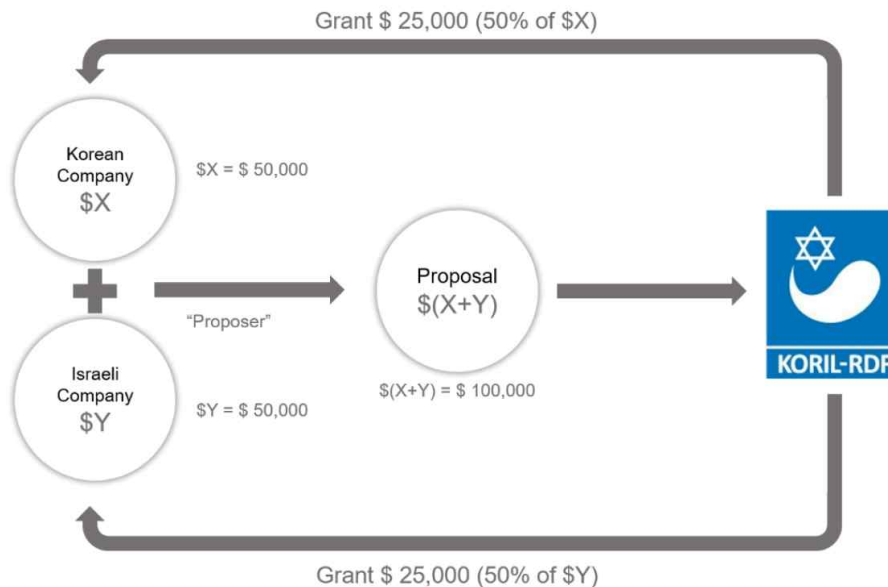 Grant $ 25,000 (50% of $X)
Korean
Company
$X
$X = $ 50,000
Proposal
$(X+Y)
“Proposer”
$(X+Y) = $ 100,000
KORIL-RDF
Israeli
Company
$Y
$Y = $ 50,000
Grant $ 25,000 (50% of $Y)